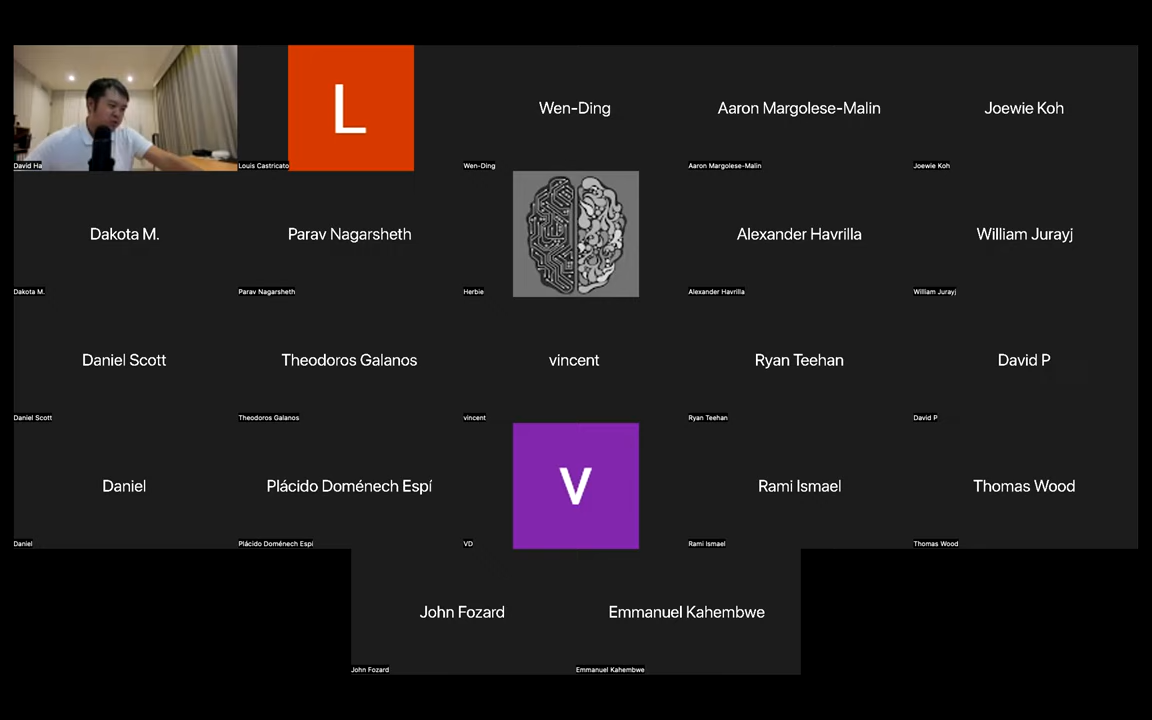 David Ha
L
Louis Castricato
Wen-Ding
Wen-Ding
Aaron Margolese-Malin
Aaron Margolese-Malin
Joewie Koh
Joewie Koh
Dakota M.
Dakota M.
Parav Nagarsheth
Parav Nagarsheth
Herbie
Alexander Havrilla
Alexander Havrilla
William Jurayj
William Jurayj
Daniel Scott
Daniel Scott
Theodoros Galanos
Theodoros Galanos
vincent
vincent
Ryan Teehan
Ryan Teehan
David P
David P
Daniel
Daniel
Plácido Doménech Espí
Plácido Doménech Espí
V
VD
Rami Ismael
Rami Ismael
Thomas Wood
Thomas Wood
John Fozard
John Fozard
Emmanuel Kahembwe
Emmanuel Kahembwe